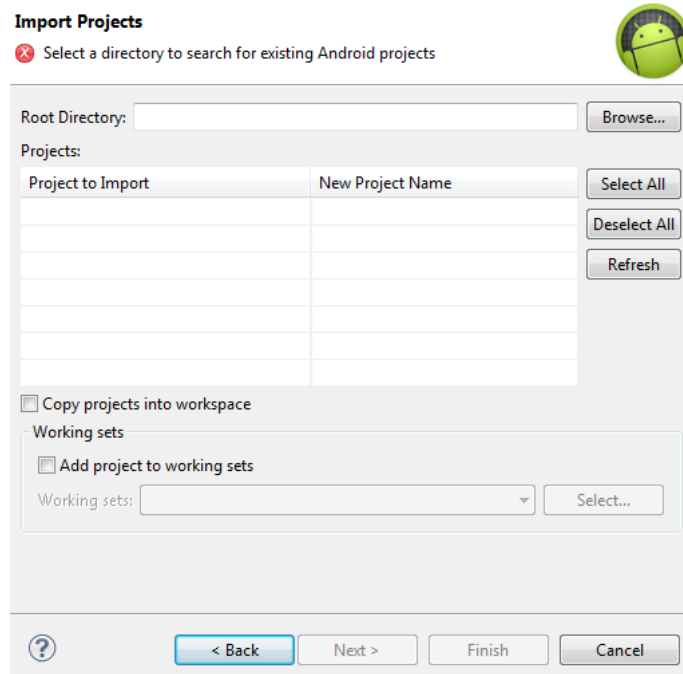 Import Projects
Select a directory to search for existing Android projects
Root Directory: Browse...
Projects:
Project to Import New Project Name Select All
Deselect All
Refresh
Copy projects into workspace
Working sets
Add project to working sets
Working sets: Select...
? < Back Next > Finish Cancel